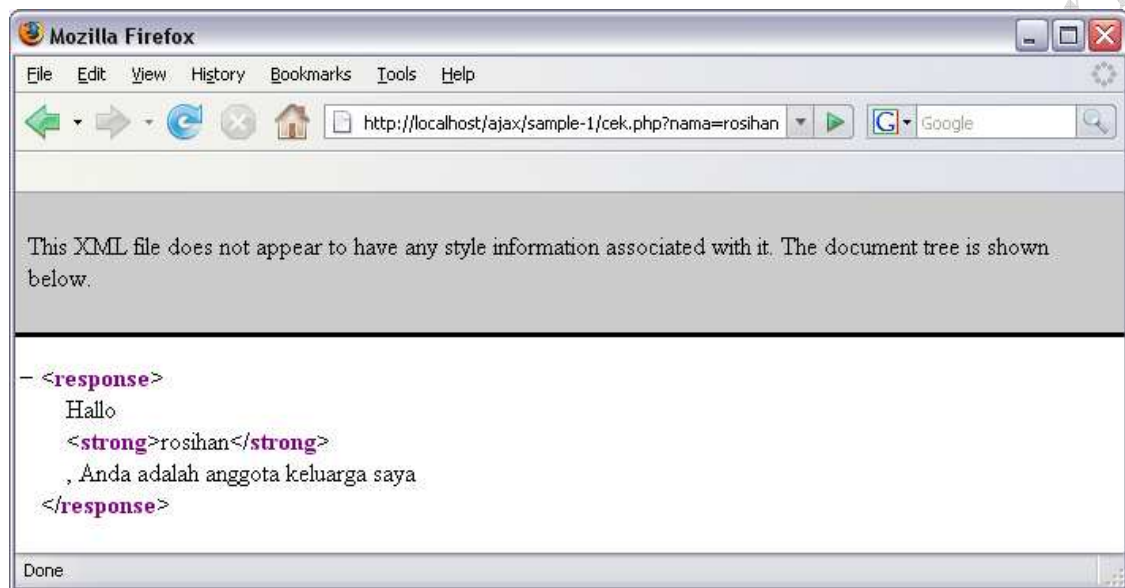 Mozilla Firefox
File Edit View History Bookmarks Tools Help
http://localhost/ajax/sample-1/cek.php?nama=rosihan G Google
This XML file does not appear to have any style information associated with it. The document tree is shown
below.
– <response>
Hallo
<strong>rosihan</strong>
, Anda adalah anggota keluarga saya
</response>
Done